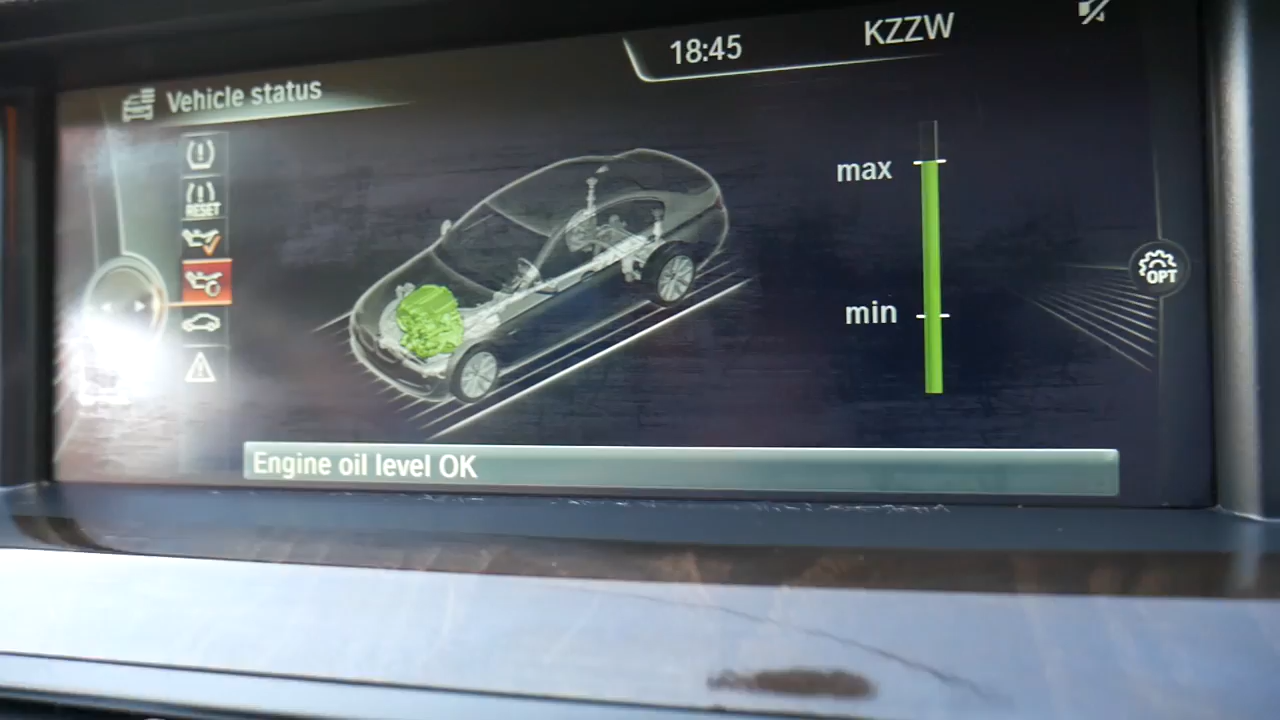 18:45
KZZW
Vehicle status
RESET
max
min
OPT
Engine oil level OK